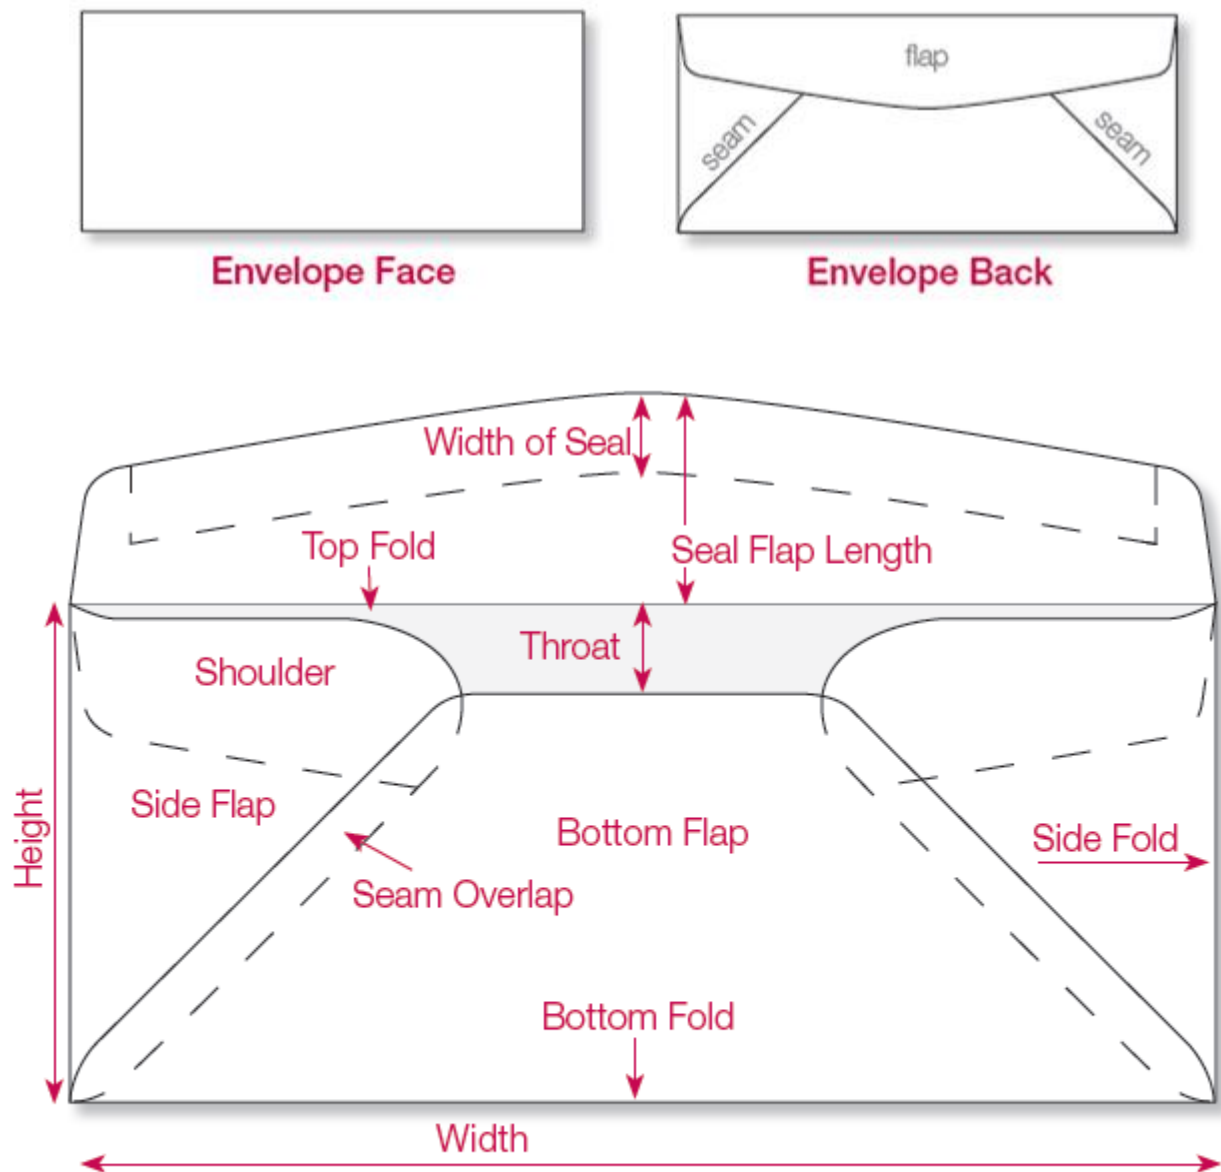 flap
seam
seam
Envelope Face
Envelope Back
Width of Seal
Top Fold
Seal Flap Length
Throat
Shoulder
Side Flap
Height
Bottom Flap
Side Fold
Seam Overlap
Bottom Fold
Width